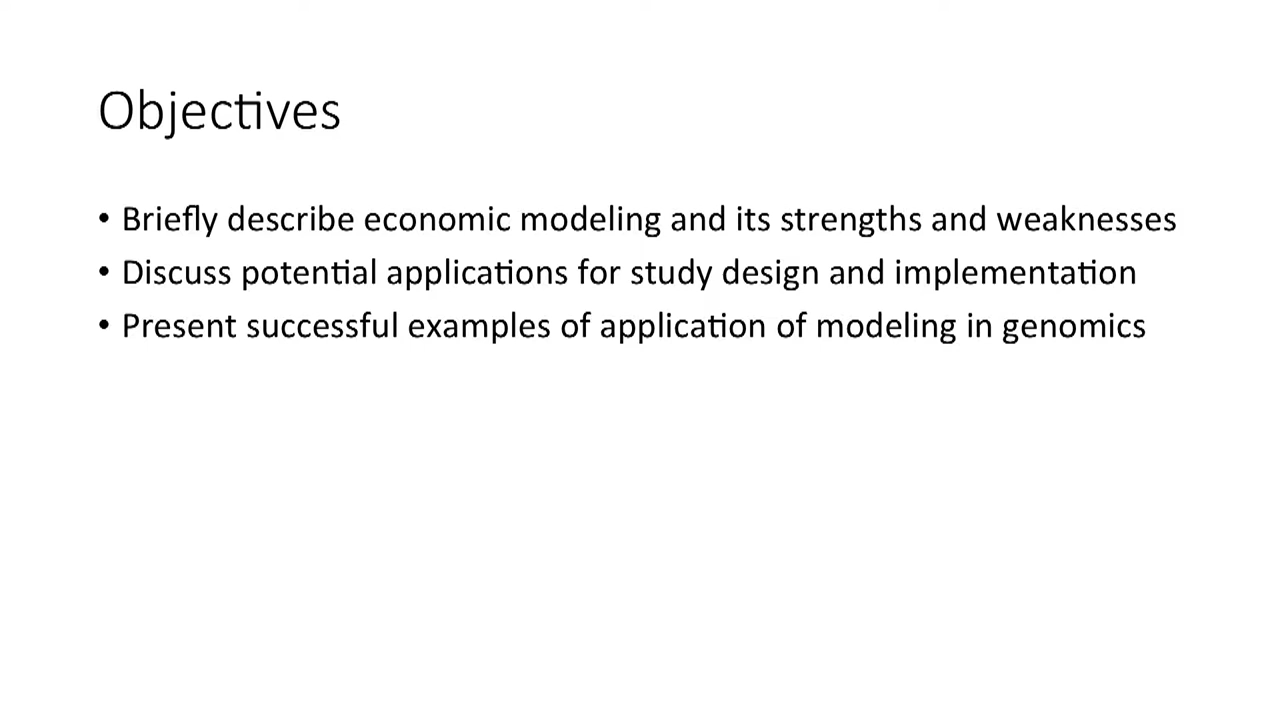 Objectives
• Briefly describe economic modeling and its strengths and weaknesses
• Discuss potential applications for study design and implementation
• Present successful examples of application of modeling in genomics